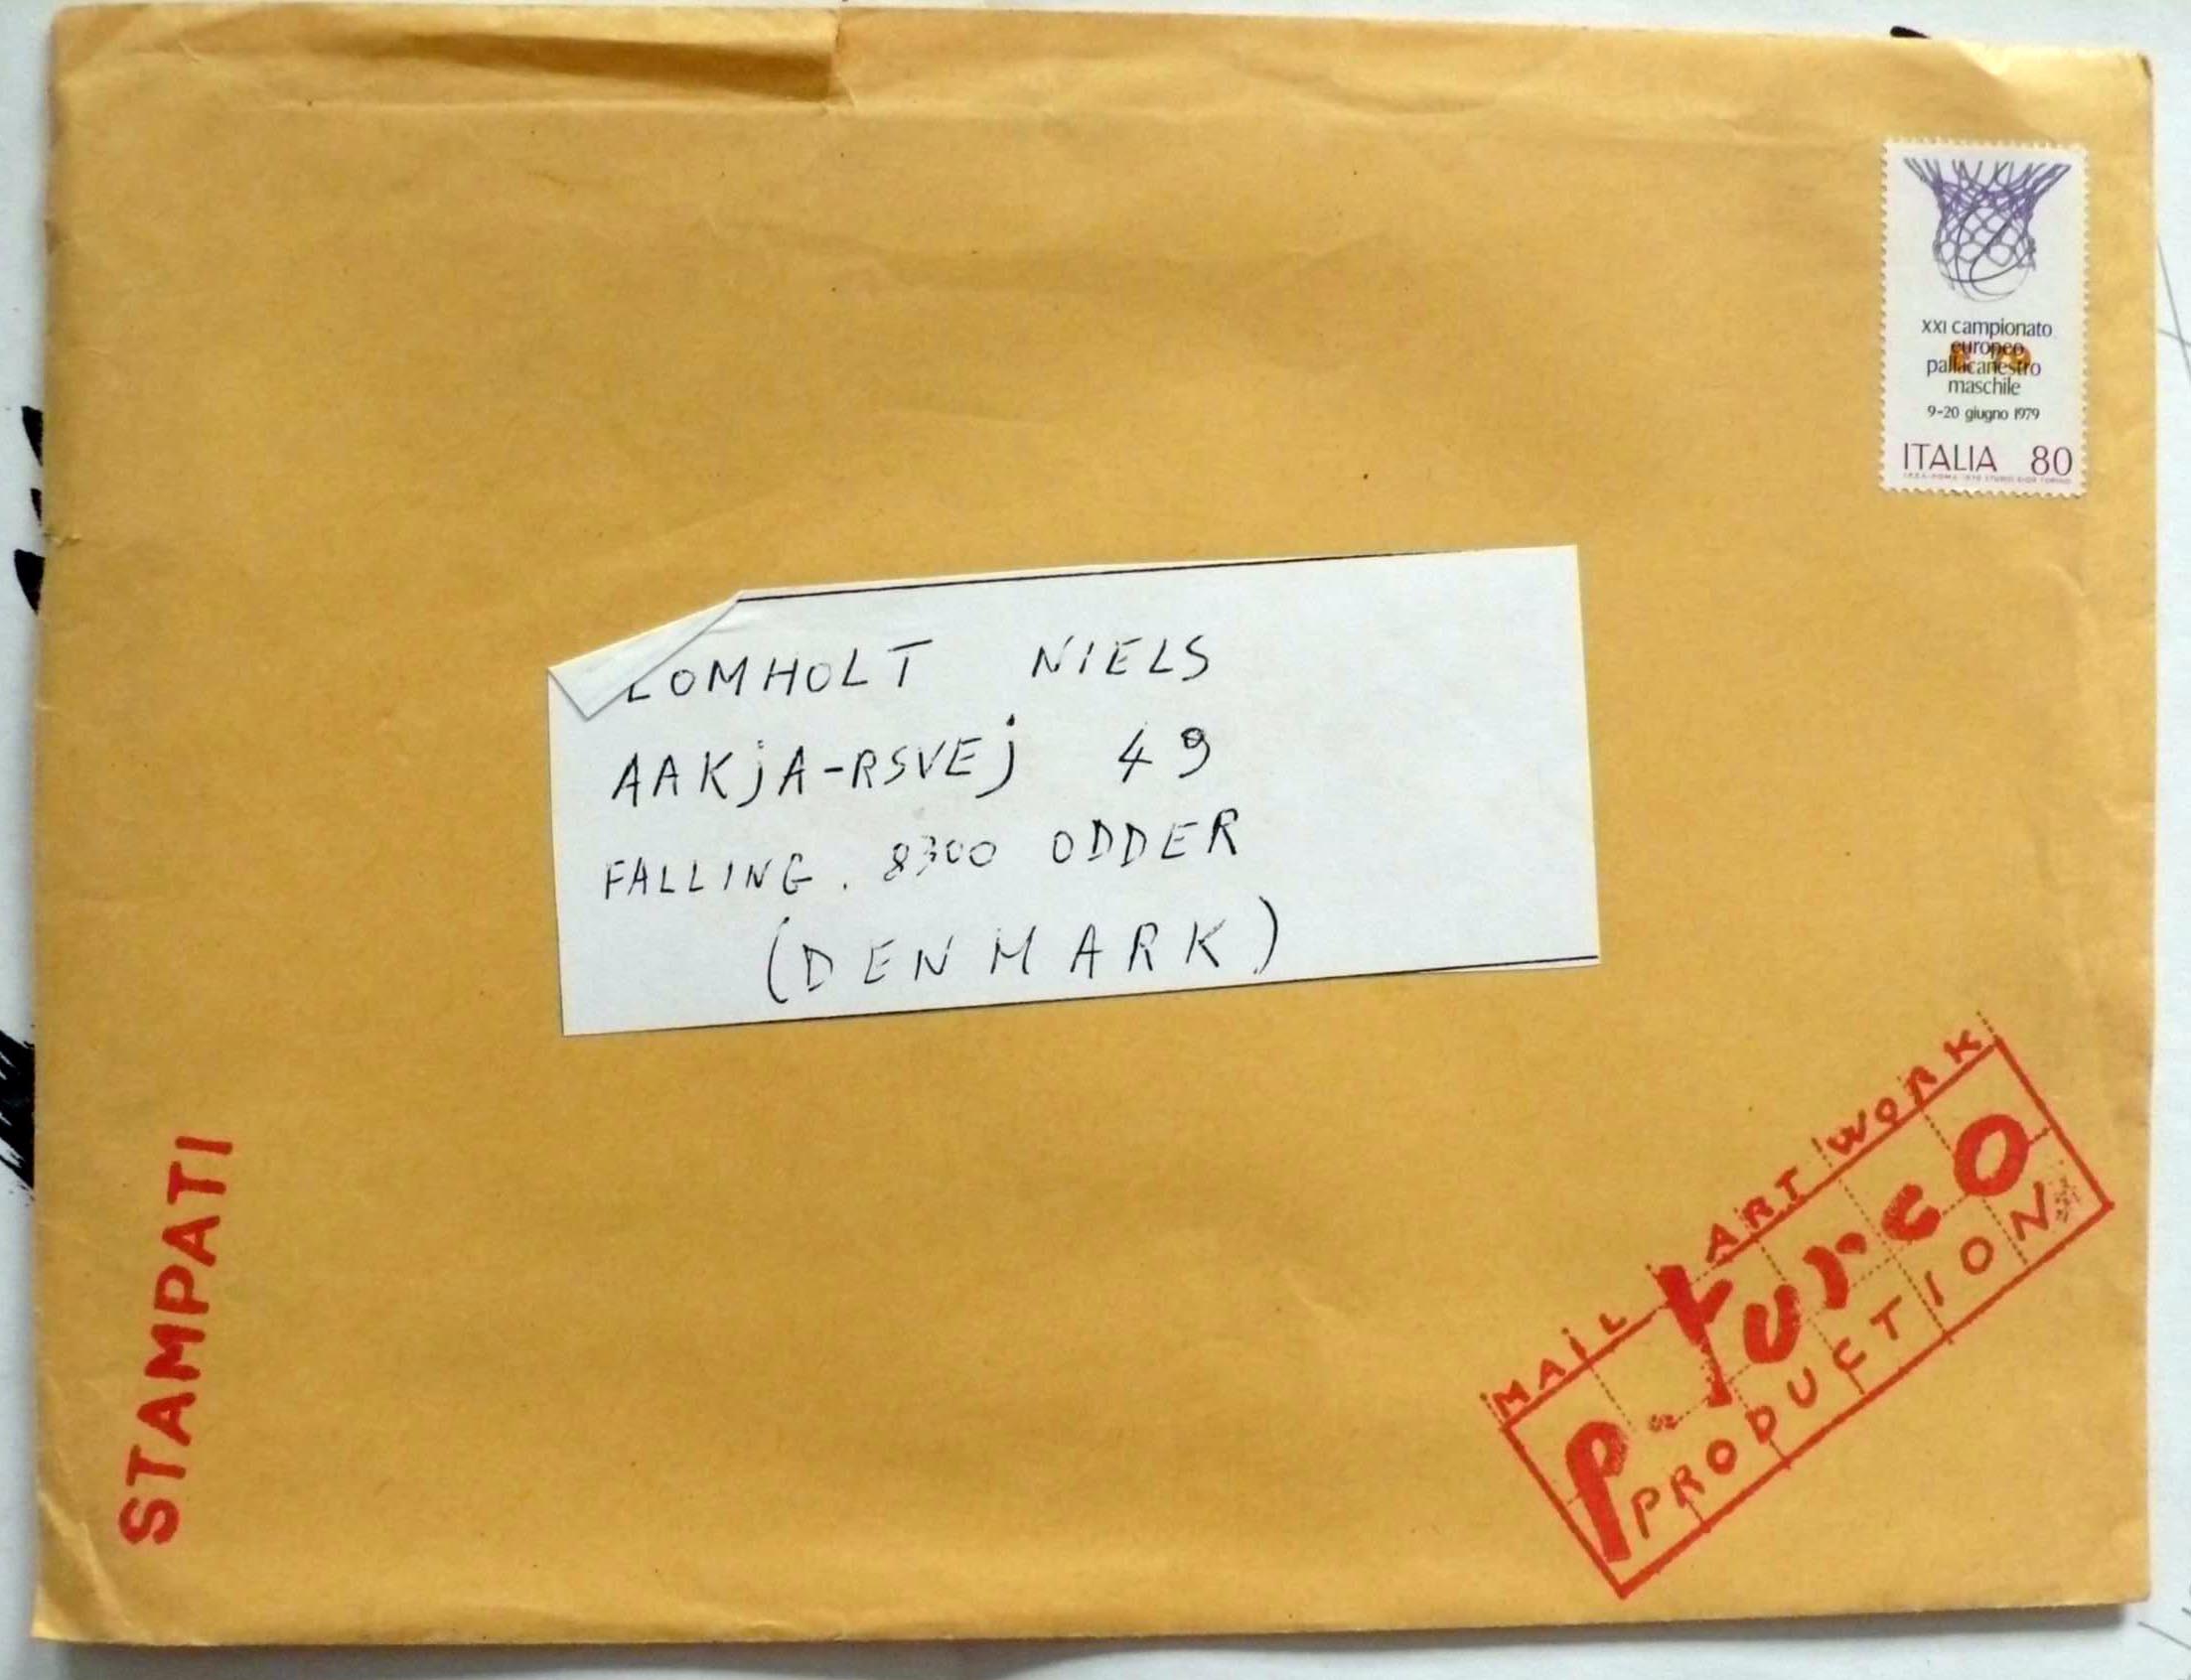 XXI campionato
europeo
pallacanestro
maschile
9-20 giugno 1979
ITALIA 80
LOMHOLT NIELS
AAKjA-RSVEj 49
FALLING. 8300 ODDER
(DENMARK)
STAMPATI
MAiL ART WORK
P. TURCO
PRODUCTION